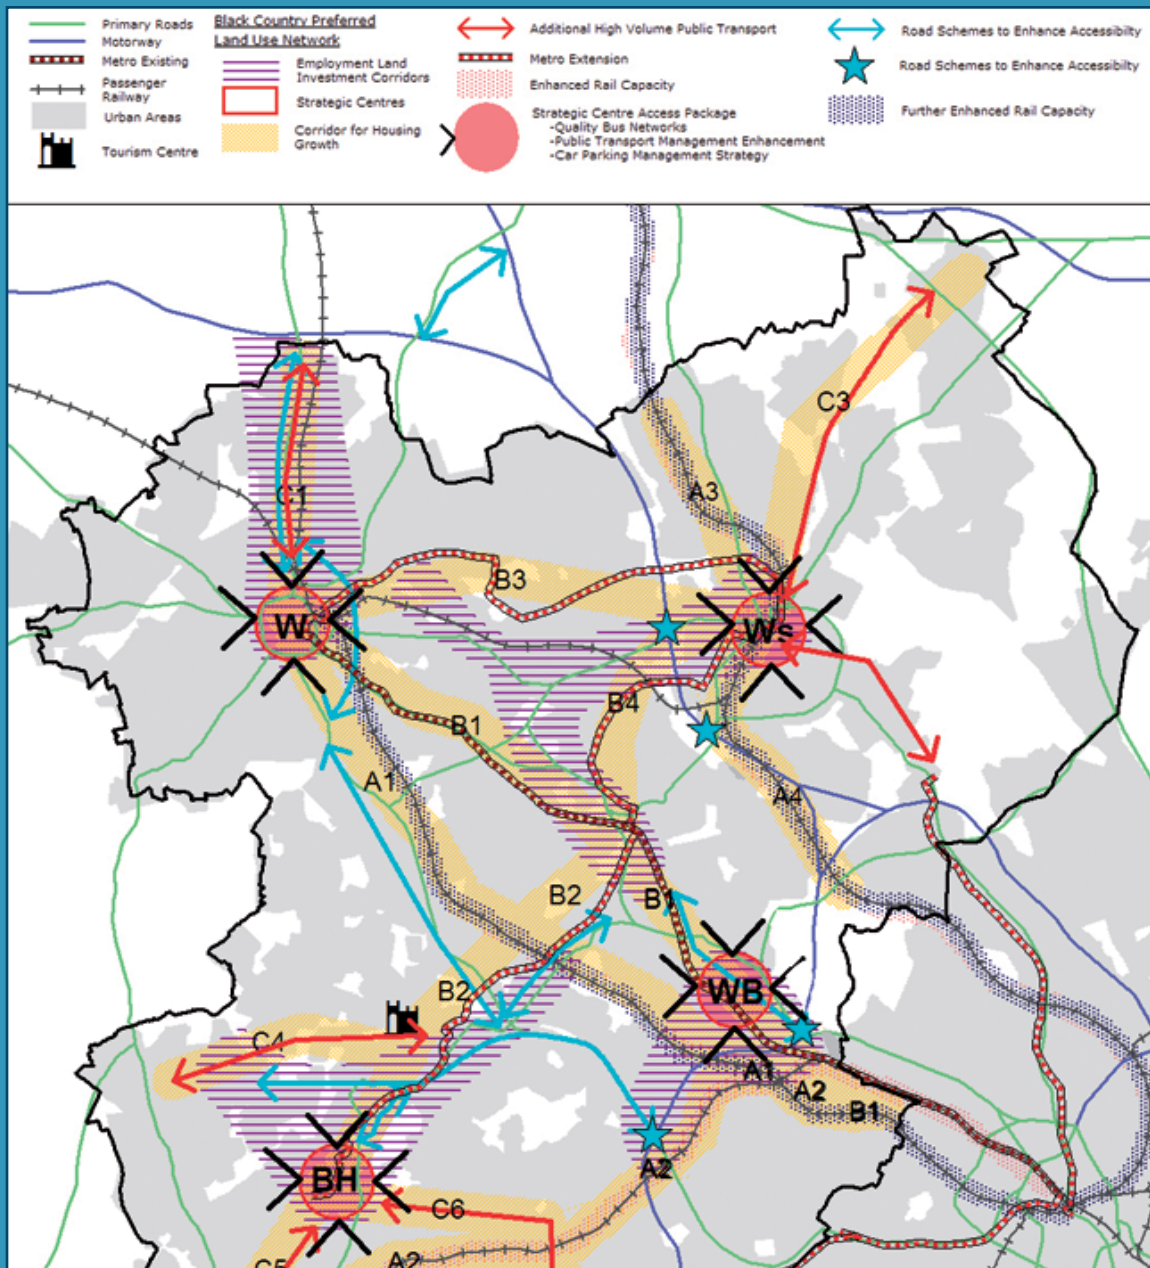 Primary Roads
Motorway
Metro Existing
Passenger
Railway
Urban Areas
Tourism Centre
Black Country Preferred
Land Use Network
Employment Land
Investment Corridors
Strategic Centres
Corridor for Housing
Growth
Additional High Volume Public Transport
Metro Extension
Enhanced Rail Capacity
Strategic Centre Access Package
-Quality Bus Networks
-Public Transport Management Enhancement
-Car Parking Management Strategy
Road Schemes to Enhance Accessibilty
Road Schemes to Enhance Accessibilty
Further Enhanced Rail Capacity
C3
A3
C1
B3
W
Ws
B4
B1
A1
A4
B2
B1
B2
WB
C4
A1
A2
B1
A2
BH
C6
A2
C5